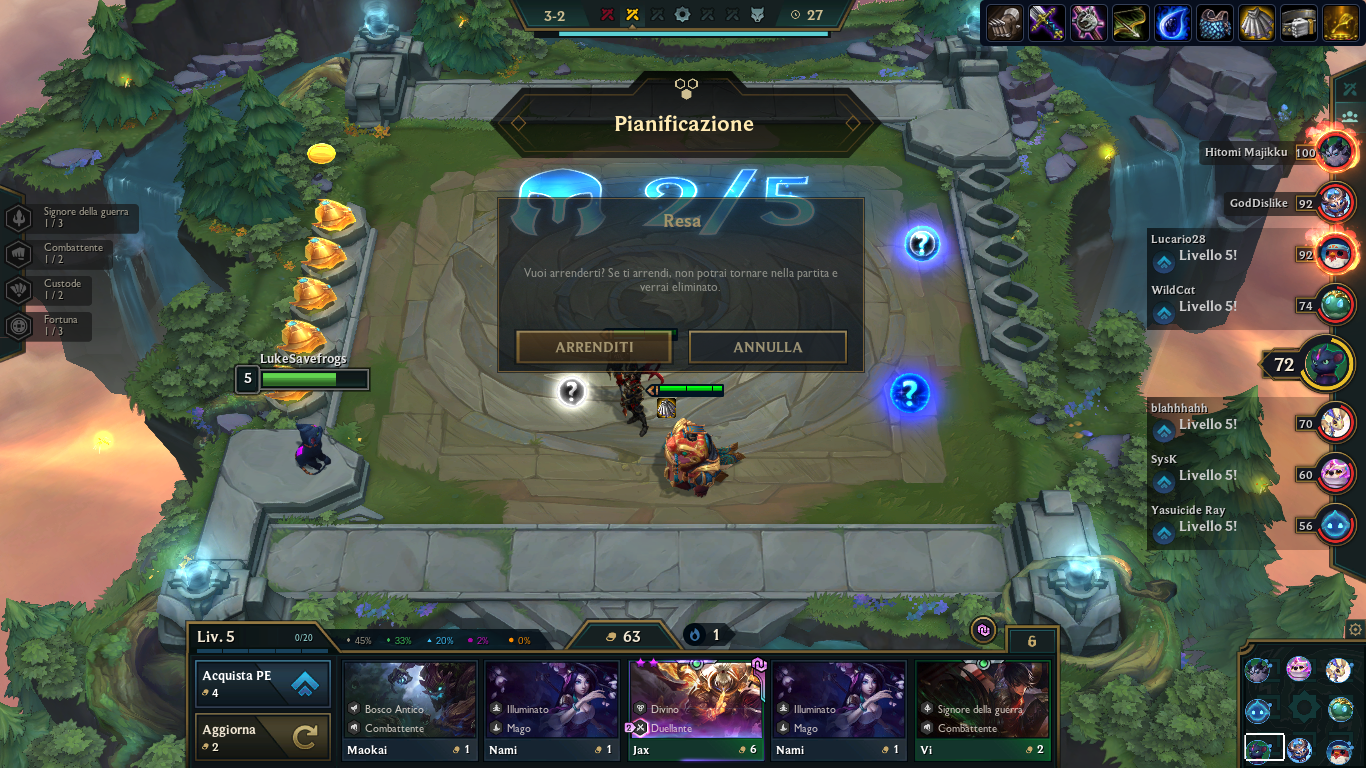 3-2
27
Pianificazione
2/5
Resa
Vuoi arrenderti? Se ti arrendi, non potrai tornare nella partita e
verrai eliminato.
ARRENDITI
ANNULLA
Signore della guerra
1 / 3
Combattente
1 / 2
Custode
1 / 2
Fortuna
1 / 3
LukeSavefrogs
5
?
?
?
Hitomi Majikku
100
GodDislike
92
Lucario28
Livello 5!
92
WildCαt
Livello 5!
74
72
blahhhahh
Livello 5!
70
SysK
Livello 5!
60
Yasuicide Ray
Livello 5!
56
Liv. 5
0/20
45%
33%
20%
2%
0%
63
1
6
Acquista PE
4
Aggiorna
2
Bosco Antico
Combattente
Maokai
1
Illuminato
Mago
Nami
1
Divino
2
Duellante
Jax
6
Illuminato
Mago
Nami
1
Signore della guerra
Combattente
Vi
2